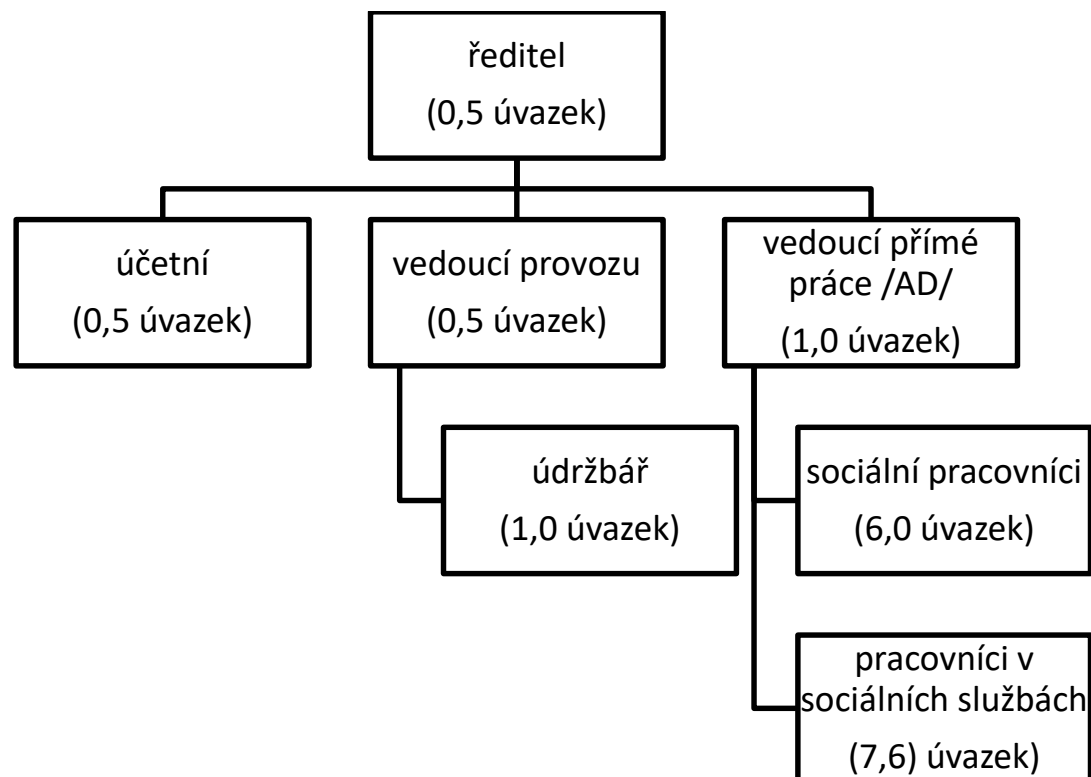 ředitel
(0,5 úvazek)
účetní
(0,5 úvazek)
vedoucí provozu
(0,5 úvazek)
vedoucí přímé
práce /AD/
(1,0 úvazek)
údržbář
(1,0 úvazek)
sociální pracovníci
(6,0 úvazek)
pracovníci v
sociálních službách
(7,6) úvazek)